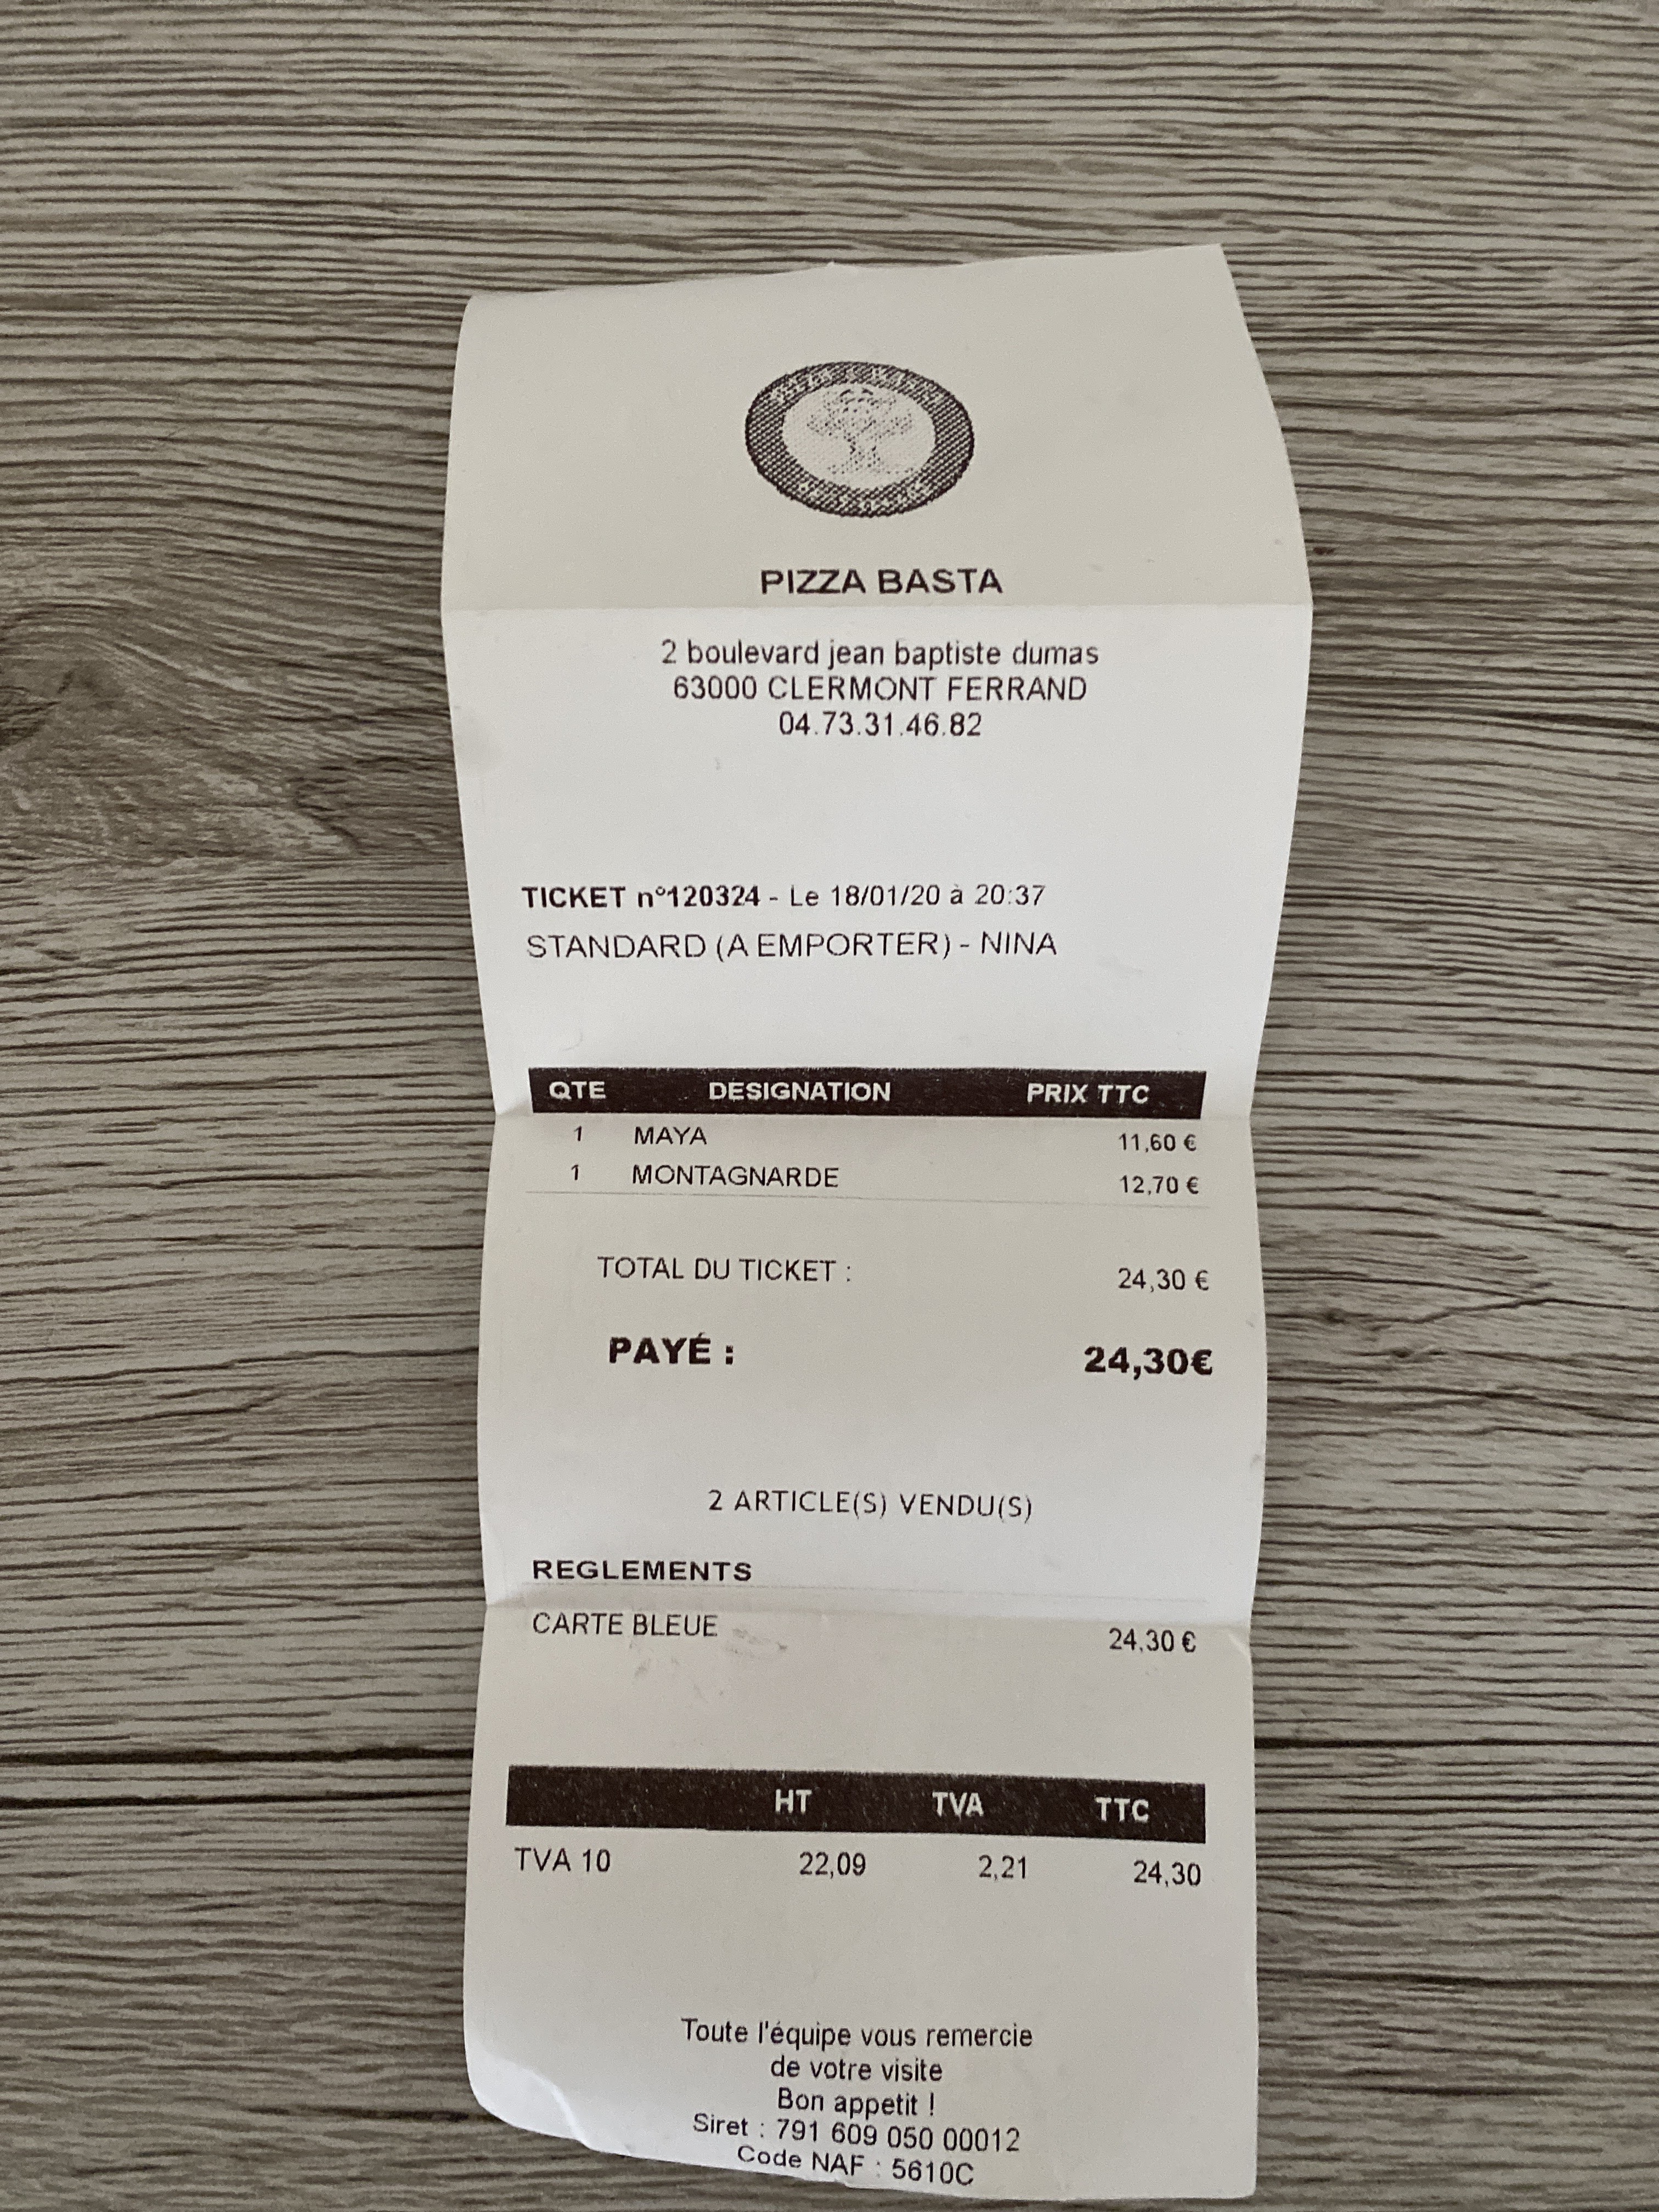 PIZZA BASTA
2 boulevard jean baptiste dumas
63000 CLERMONT FERRAND
04.73.31.46.82
TICKET n°120324 - Le 18/01/20 à 20:37
STANDARD (A EMPORTER) - NINA
QTE DESIGNATION PRIX TTC
1 MAYA 11,60 €
1 MONTAGNARDE 12,70 €
TOTAL DU TICKET : 24,30 €
PAYÉ : 24,30€
2 ARTICLE(S) VENDU(S)
REGLEMENTS
CARTE BLEUE 24,30 €
HT TVA TTC
TVA 10 22,09 2,21 24,30
Toute l'équipe vous remercie
de votre visite
Bon appetit !
Siret : 791 609 050 00012
Code NAF : 5610C